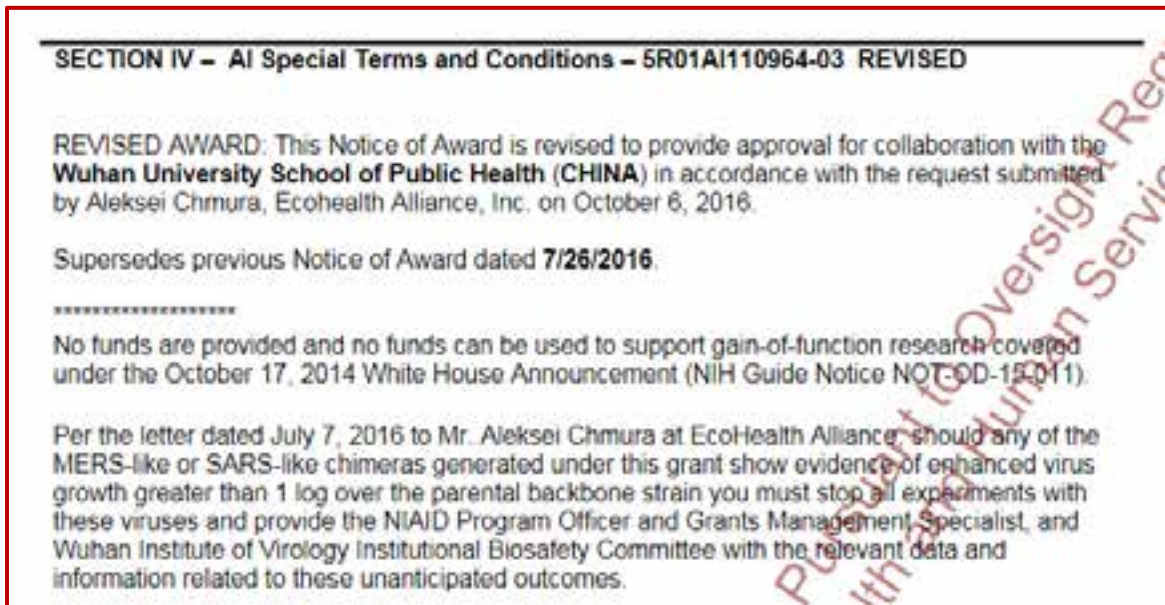 SECTION IV – AI Special Terms and Conditions – 5R01AI110964-03 REVISED
REVISED AWARD: This Notice of Award is revised to provide approval for collaboration with the
Wuhan University School of Public Health (CHINA) in accordance with the request submitted
by Aleksei Chmura, Ecohealth Alliance, Inc. on October 6, 2016.
Supersedes previous Notice of Award dated 7/26/2016.
*******************
No funds are provided and no funds can be used to support gain-of-function research covered
under the October 17, 2014 White House Announcement (NIH Guide Notice NOT-OD-15-011).
Per the letter dated July 7, 2016 to Mr. Aleksei Chmura at EcoHealth Alliance, should any of the
MERS-like or SARS-like chimeras generated under this grant show evidence of enhanced virus
growth greater than 1 log over the parental backbone strain you must stop all experiments with
these viruses and provide the NIAID Program Officer and Grants Management Specialist, and
Wuhan Institute of Virology Institutional Biosafety Committee with the relevant data and
information related to these unanticipated outcomes.
Pursuant to Oversight
and Human